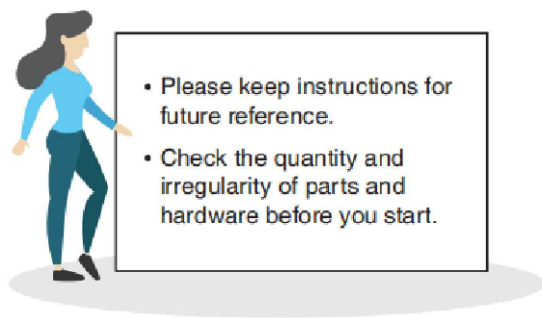 • Please keep instructions for
future reference.
• Check the quantity and
irregularity of parts and
hardware before you start.